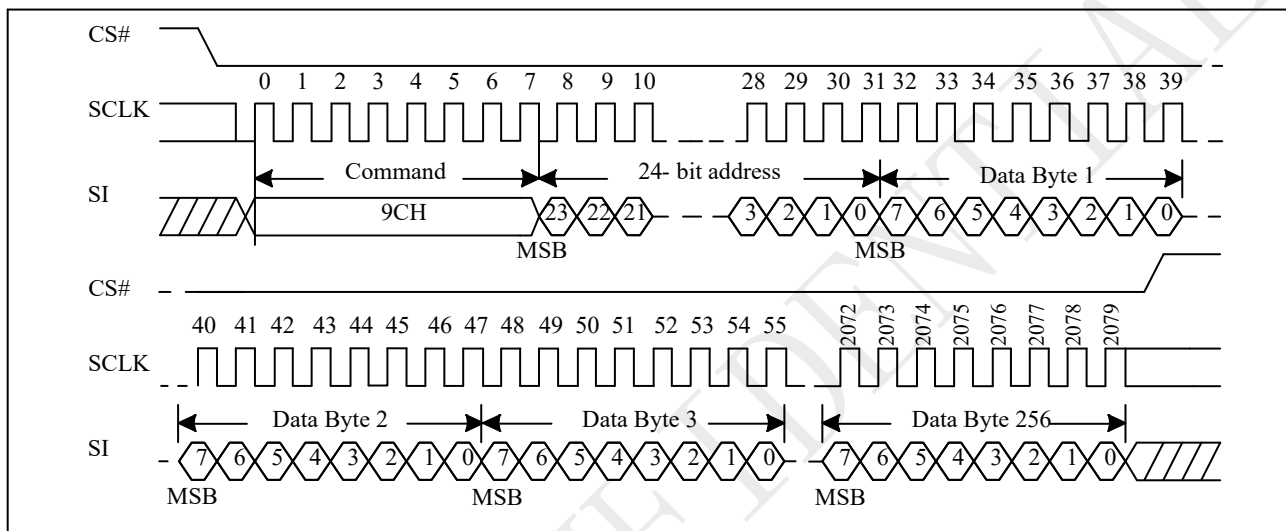 CS#
0 1 2 3 4 5 6 7 8 9 10 28 29 30 31 32 33 34 35 36 37 38 39
SCLK
Command 24- bit address Data Byte 1
SI
9CH 23 22 21 3 2 1 0 7 6 5 4 3 2 1 0
MSB MSB
CS#
40 41 42 43 44 45 46 47 48 49 50 51 52 53 54 55 2072 2073 2074 2075 2076 2077 2078 2079
SCLK
Data Byte 2 Data Byte 3 Data Byte 256
SI
7 6 5 4 3 2 1 0 7 6 5 4 3 2 1 0 7 6 5 4 3 2 1 0
MSB MSB MSB